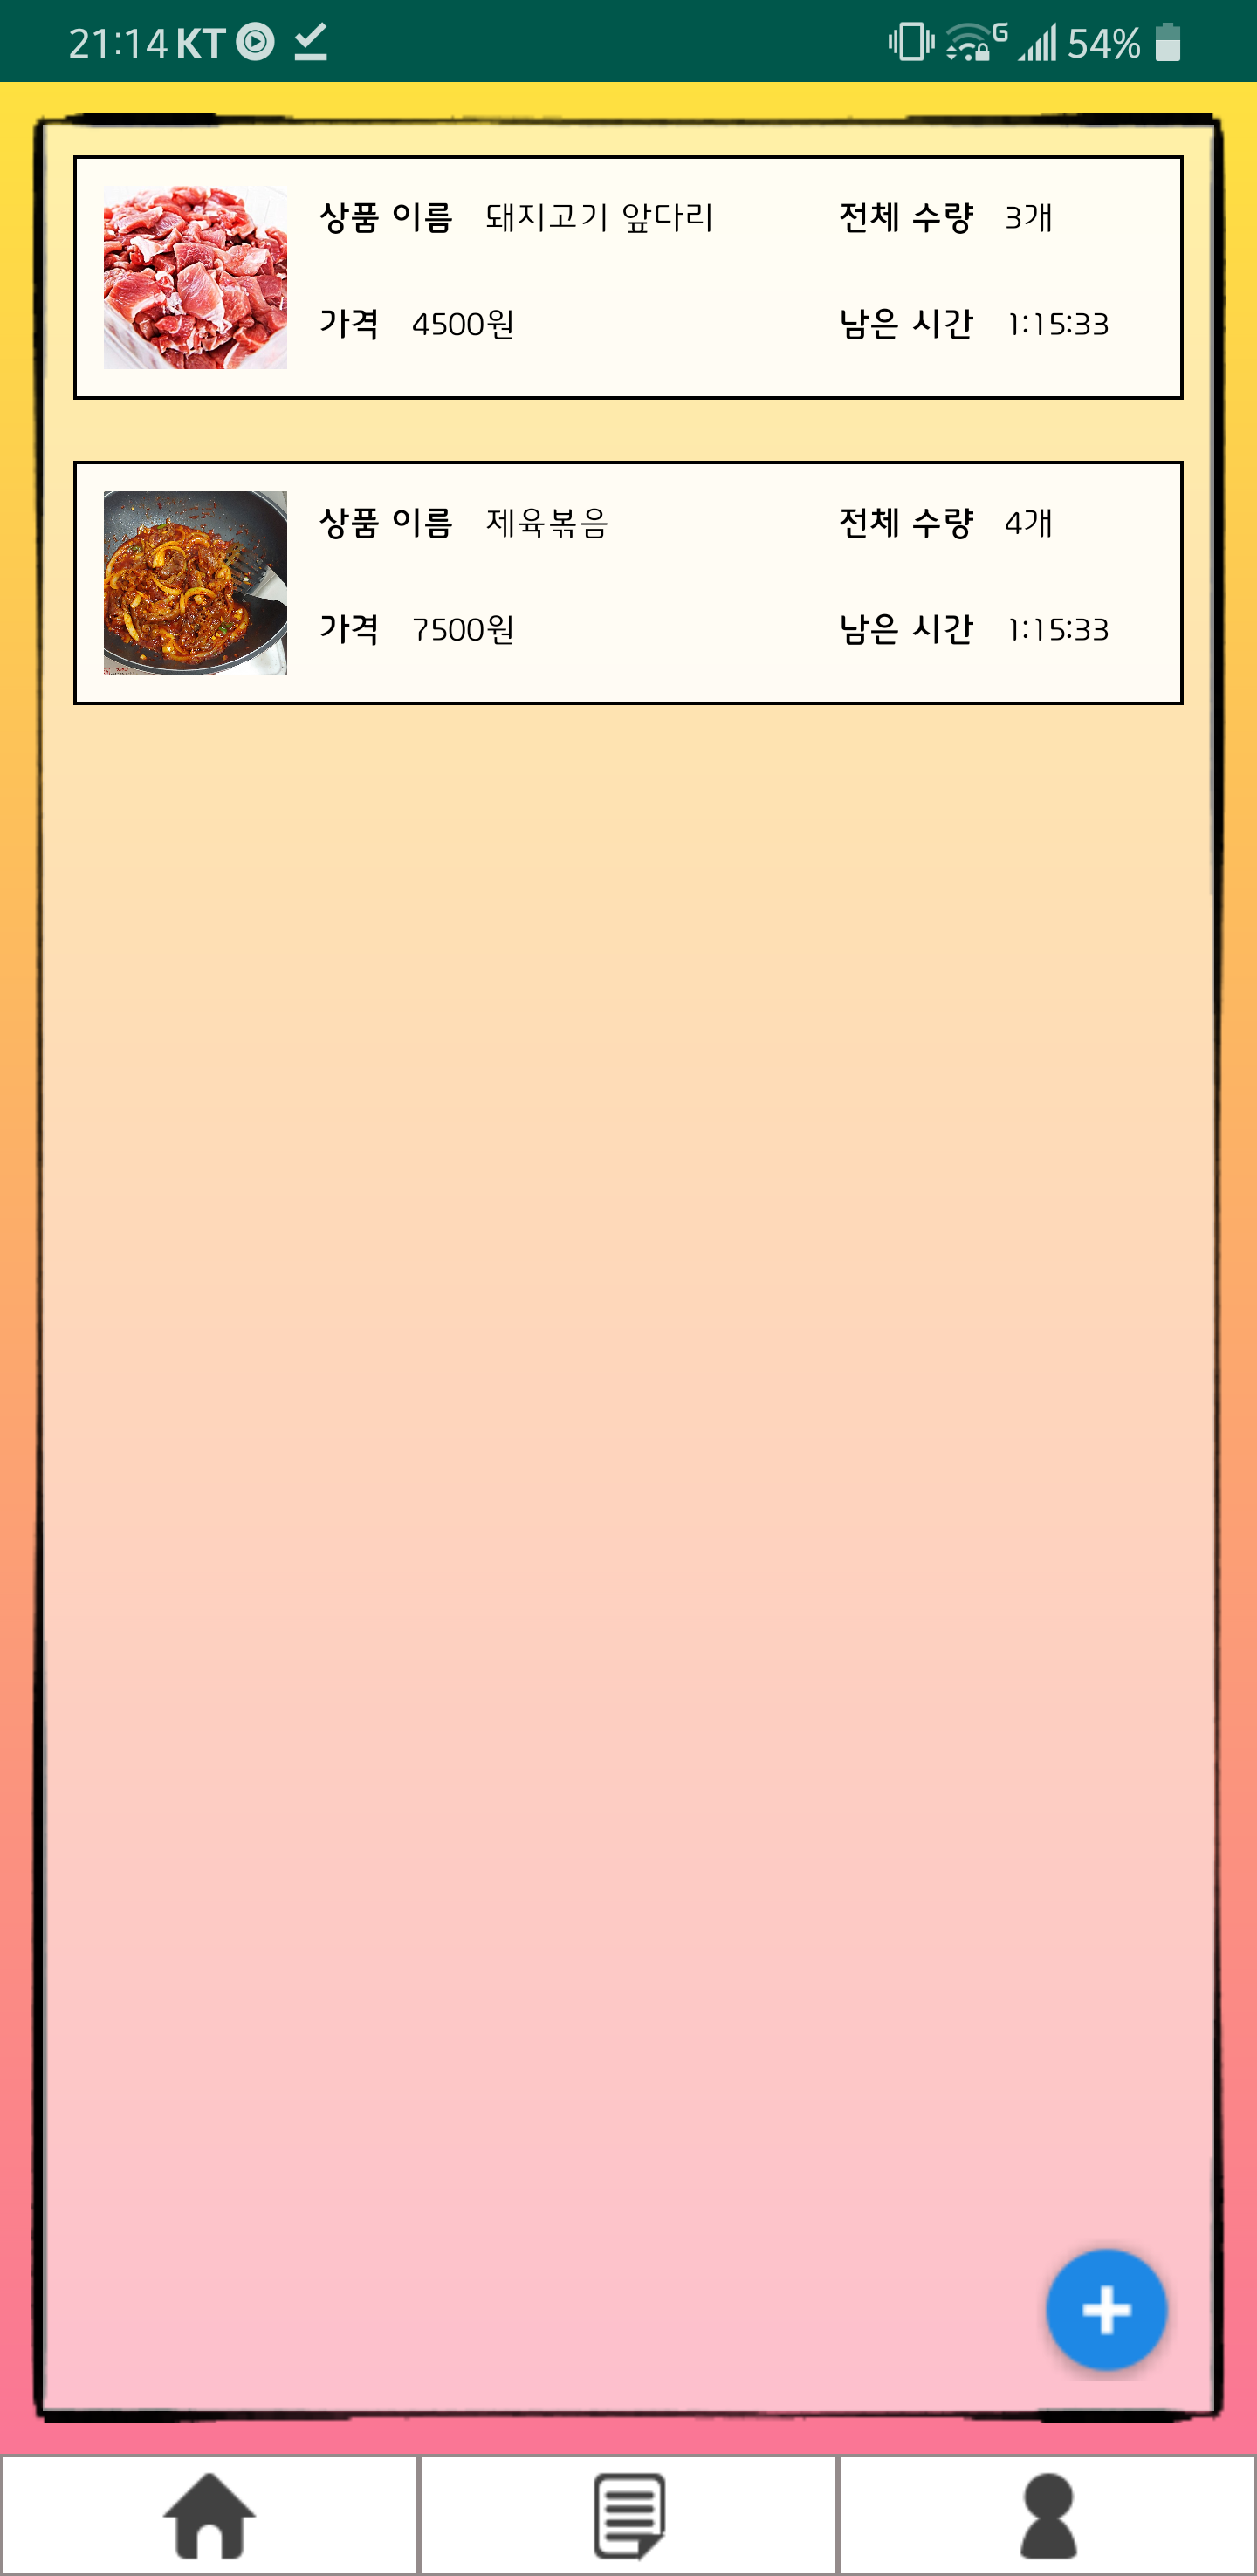 21:14 KT G 54%
상품 이름 돼지고기 앞다리 전체 수량 3개
가격 4500원 남은 시간 1:15:33
상품 이름 제육볶음 전체 수량 4개
가격 7500원 남은 시간 1:15:33